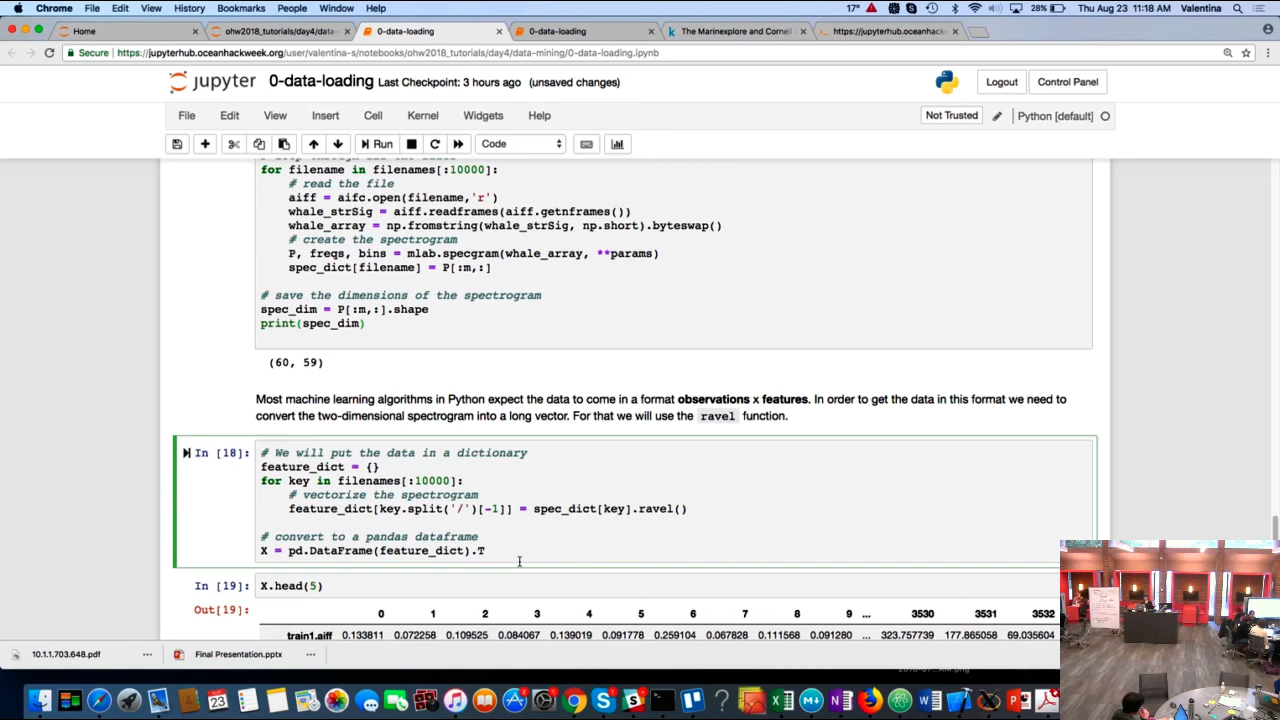 Chrome File Edit View History Bookmarks People Window Help 17° 28% Thu Aug 23 11:18 AM Valentina
Home ohw2018_tutorials/day4/data- 0-data-loading 0-data-loading The Marinexplore and Cornell https://jupyterhub.oceanhackw
Secure https://jupyterhub.oceanhackweek.org/user/valentina-s/notebooks/ohw2018_tutorials/day4/data-mining/0-data-loading.ipynb
jupyter 0-data-loading Last Checkpoint: 3 hours ago (unsaved changes) Logout Control Panel
File Edit View Insert Cell Kernel Widgets Help Not Trusted Python [default]
Run Code
for filename in filenames[:10000]:
# read the file
aiff = aifc.open(filename,'r')
whale_strSig = aiff.readframes(aiff.getnframes())
whale_array = np.fromstring(whale_strSig, np.short).byteswap()
# create the spectrogram
P, freqs, bins = mlab.specgram(whale_array, **params)
spec_dict[filename] = P[:m,:]
# save the dimensions of the spectrogram
spec_dim = P[:m,:].shape
print(spec_dim)
(60, 59)
Most machine learning algorithms in Python expect the data to come in a format observations x features. In order to get the data in this format we need to
convert the two-dimensional spectrogram into a long vector. For that we will use the ravel function.
In [18]: # We will put the data in a dictionary
feature_dict = {}
for key in filenames[:10000]:
# vectorize the spectrogram
feature_dict[key.split('/')[-1]] = spec_dict[key].ravel()
# convert to a pandas dataframe
X = pd.DataFrame(feature_dict).T
In [19]: X.head(5)
Out[19]: 0 1 2 3 4 5 6 7 8 9 ... 3530 3531 3532
train1.aiff 0.133811 0.072258 0.109525 0.084067 0.139019 0.091778 0.259104 0.067828 0.111568 0.091280 ... 323.757739 177.865058 69.035604
10.1.1.703.648.pdf Final Presentation.pptx